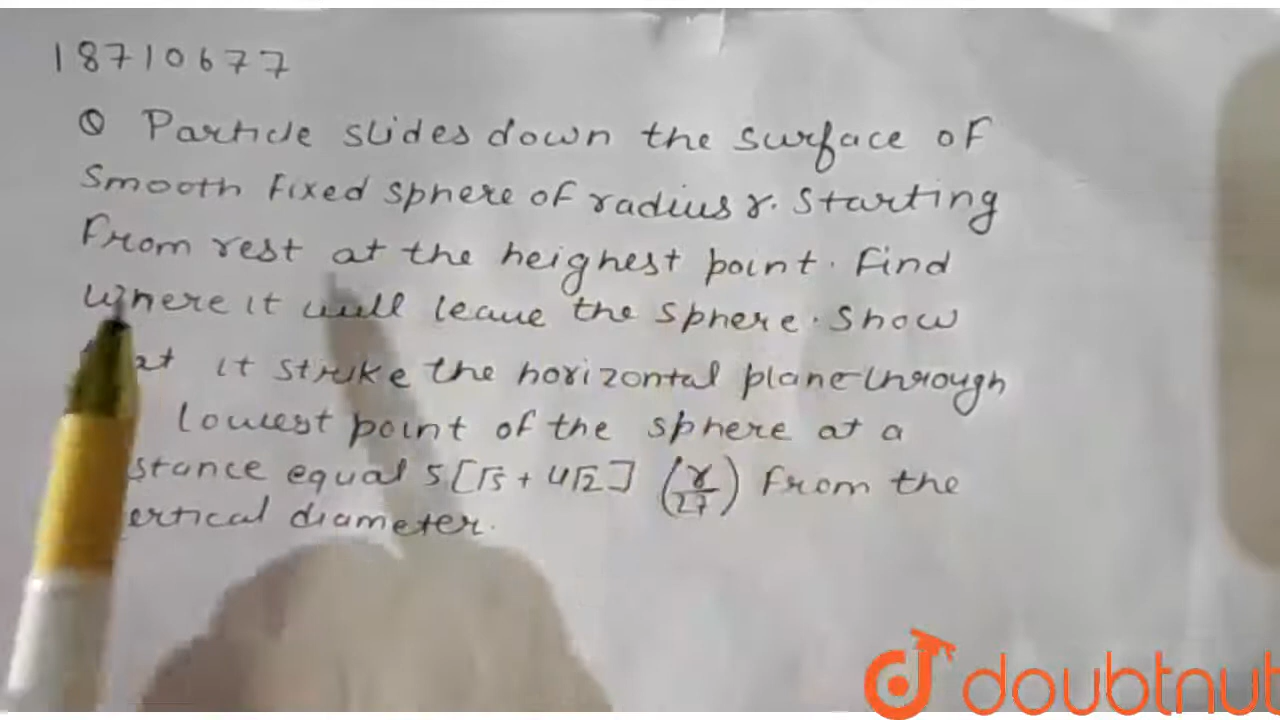 18710677
Q Particle slides down the surface of
smooth fixed sphere of radius r. Starting
from rest at the heighest point. Find
where it will leave the sphere. Show
it strike the horizontal plane through
lowest point of the sphere at a
stance equal 5[√5 + 4√2] (r/27) from the
ertical diameter.
doubtnut